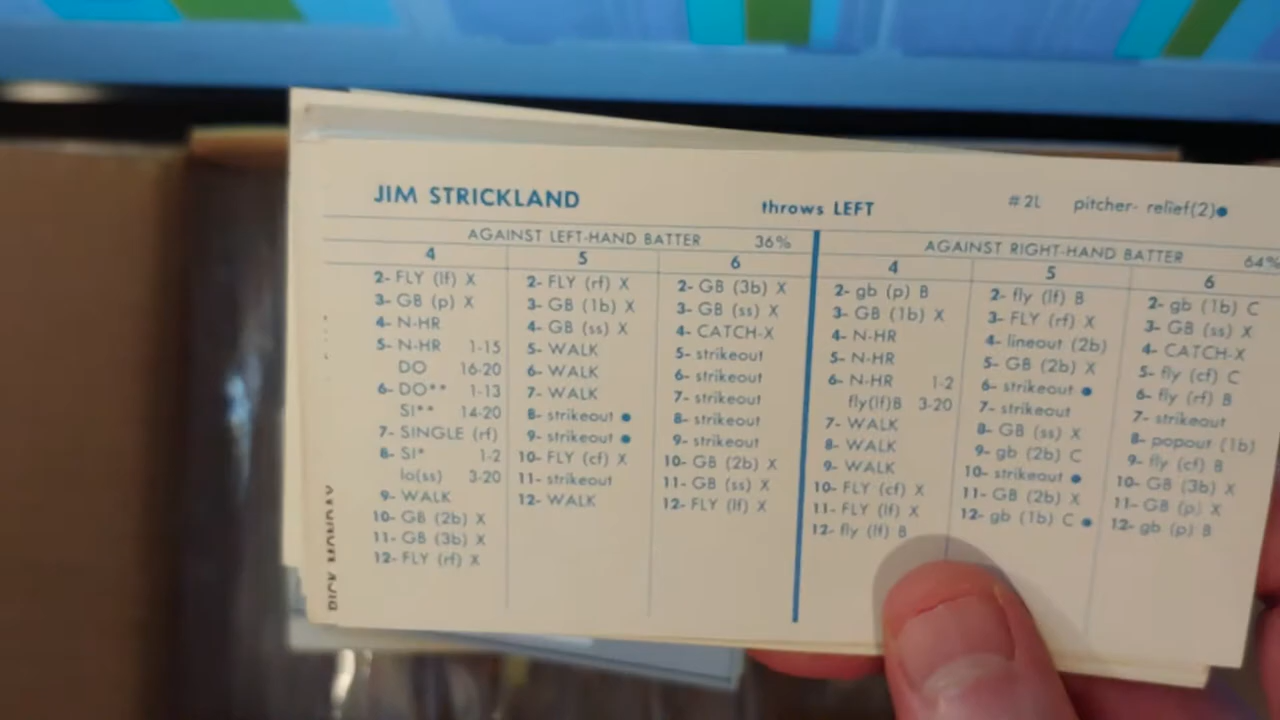 JIM STRICKLAND throws LEFT #2L pitcher- relief(2)●
AGAINST LEFT-HAND BATTER 36%
4 5 6
2- FLY (lf) X 2- FLY (rf) X 2- GB (3b) X
3- GB (p) X 3- GB (1b) X 3- GB (ss) X
4- N-HR 4- GB (ss) X 4- CATCH-X
5- N-HR 1-15 5- WALK 5- strikeout
DO 16-20 6- WALK 6- strikeout
6- DO** 1-13 7- WALK 7- strikeout
SI** 14-20 8- strikeout ● 8- strikeout
7- SINGLE (rf) 9- strikeout ● 9- strikeout
8- SI* 1-2 10- FLY (cf) X 10- GB (2b) X
lo(ss) 3-20 11- strikeout 11- GB (ss) X
9- WALK 12- WALK 12- FLY (lf) X
10- GB (2b) X
11- GB (3b) X
12- FLY (rf) X
AGAINST RIGHT-HAND BATTER 64%
4 5 6
2- gb (p) B 2- fly (lf) B 2- gb (1b) C
3- GB (1b) X 3- FLY (rf) X 3- GB (ss) X
4- N-HR 4- lineout (2b) 4- CATCH-X
5- N-HR 5- GB (2b) X 5- fly (cf) C
6- N-HR 1-2 6- strikeout ● 6- fly (rf) B
fly(lf)B 3-20 7- strikeout 7- strikeout
7- WALK 8- GB (ss) X 8- popout (1b)
8- WALK 9- gb (2b) C 9- fly (cf) B
9- WALK 10- strikeout ● 10- GB (3b) X
10- FLY (cf) X 11- GB (2b) X 11- GB (p) X
11- FLY (lf) X 12- gb (1b) C ● 12- gb (p) B
12- fly (lf) B
RICK MONDAY